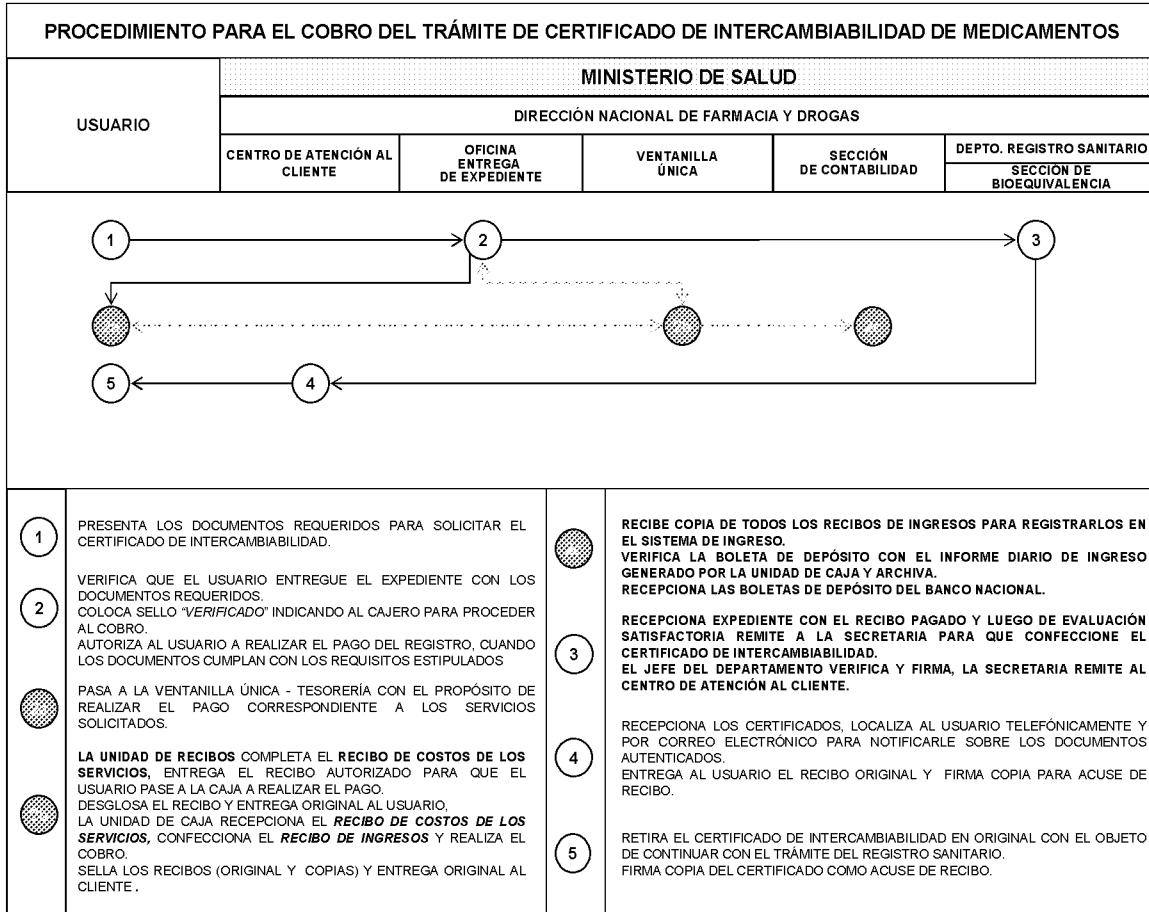 PROCEDIMIENTO PARA EL COBRO DEL TRÁMITE DE CERTIFICADO DE INTERCAMBIABILIDAD DE MEDICAMENTOS
USUARIO
MINISTERIO DE SALUD
DIRECCIÓN NACIONAL DE FARMACIA Y DROGAS
CENTRO DE ATENCIÓN AL
CLIENTE
OFICINA
ENTREGA
DE EXPEDIENTE
VENTANILLA
ÚNICA
SECCIÓN
DE CONTABILIDAD
DEPTO. REGISTRO SANITARIO
SECCIÓN DE
BIOEQUIVALENCIA
1
2
3
5
4
1
PRESENTA LOS DOCUMENTOS REQUERIDOS PARA SOLICITAR EL
CERTIFICADO DE INTERCAMBIABILIDAD.
2
VERIFICA QUE EL USUARIO ENTREGUE EL EXPEDIENTE CON LOS
DOCUMENTOS REQUERIDOS.
COLOCA SELLO "VERIFICADO" INDICANDO AL CAJERO PARA PROCEDER
AL COBRO.
AUTORIZA AL USUARIO A REALIZAR EL PAGO DEL REGISTRO, CUANDO
LOS DOCUMENTOS CUMPLAN CON LOS REQUISITOS ESTIPULADOS
PASA A LA VENTANILLA ÚNICA - TESORERÍA CON EL PROPÓSITO DE
REALIZAR EL PAGO CORRESPONDIENTE A LOS SERVICIOS
SOLICITADOS.
LA UNIDAD DE RECIBOS COMPLETA EL RECIBO DE COSTOS DE LOS
SERVICIOS, ENTREGA EL RECIBO AUTORIZADO PARA QUE EL
USUARIO PASE A LA CAJA A REALIZAR EL PAGO.
DESGLOSA EL RECIBO Y ENTREGA ORIGINAL AL USUARIO,
LA UNIDAD DE CAJA RECEPCIONA EL RECIBO DE COSTOS DE LOS
SERVICIOS, CONFECCIONA EL RECIBO DE INGRESOS Y REALIZA EL
COBRO.
SELLA LOS RECIBOS (ORIGINAL Y COPIAS) Y ENTREGA ORIGINAL AL
CLIENTE .
RECIBE COPIA DE TODOS LOS RECIBOS DE INGRESOS PARA REGISTRARLOS EN
EL SISTEMA DE INGRESO.
VERIFICA LA BOLETA DE DEPÓSITO CON EL INFORME DIARIO DE INGRESO
GENERADO POR LA UNIDAD DE CAJA Y ARCHIVA.
RECEPCIONA LAS BOLETAS DE DEPÓSITO DEL BANCO NACIONAL.
3
RECEPCIONA EXPEDIENTE CON EL RECIBO PAGADO Y LUEGO DE EVALUACIÓN
SATISFACTORIA REMITE A LA SECRETARIA PARA QUE CONFECCIONE EL
CERTIFICADO DE INTERCAMBIABILIDAD.
EL JEFE DEL DEPARTAMENTO VERIFICA Y FIRMA, LA SECRETARIA REMITE AL
CENTRO DE ATENCIÓN AL CLIENTE.
4
RECEPCIONA LOS CERTIFICADOS, LOCALIZA AL USUARIO TELEFÓNICAMENTE Y
POR CORREO ELECTRÓNICO PARA NOTIFICARLE SOBRE LOS DOCUMENTOS
AUTENTICADOS.
ENTREGA AL USUARIO EL RECIBO ORIGINAL Y FIRMA COPIA PARA ACUSE DE
RECIBO.
5
RETIRA EL CERTIFICADO DE INTERCAMBIABILIDAD EN ORIGINAL CON EL OBJETO
DE CONTINUAR CON EL TRÁMITE DEL REGISTRO SANITARIO.
FIRMA COPIA DEL CERTIFICADO COMO ACUSE DE RECIBO.